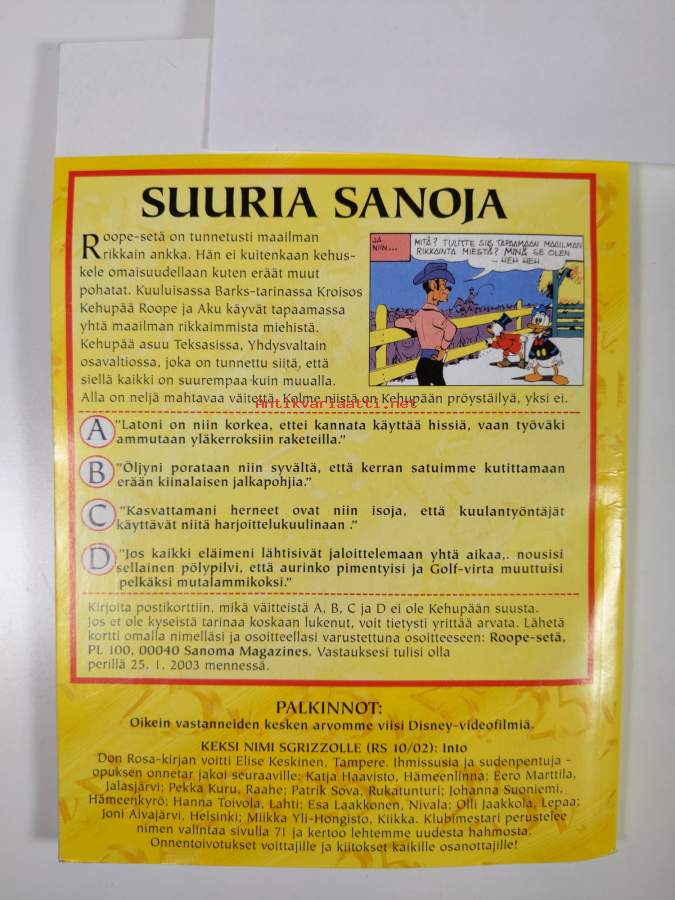 SUURIA SANOJA
Roope-setä on tunnetusti maailman
rikkain ankka. Hän ei kuitenkaan kehus-
kele omaisuudellaan kuten eräät muut
pohatat. Kuuluisassa Barks-tarinassa Kroisos
Kehupää Roope ja Aku käyvät tapaamassa
yhtä maailman rikkaimmista miehistä.
Kehupää asuu Teksasissa, Yhdysvaltain
osavaltiossa, joka on tunnettu siitä, että
siellä kaikki on suurempaa kuin muualla.
Alla on neljä mahtavaa väitettä. Kolme niistä on Kehupään pröystäilyä, yksi ei.
JA
NIIN...
MITÄ? TULITTE SIIS TAPAAMAAN MAAILMAN
RIKKAINTA MIESTÄ? MINÄ SE OLEN
... HEH HEH.
Antikvariaatti.net
A "Latoni on niin korkea, ettei kannata käyttää hissiä, vaan työväki
ammutaan yläkerroksiin raketeilla."
B "Öljyni porataan niin syvältä, että kerran satuimme kutittamaan
erään kiinalaisen jalkapohjia."
C "Kasvattamani herneet ovat niin isoja, että kuulantyöntäjät
käyttävät niitä harjoittelukuulinaan ."
D "Jos kaikki eläimeni lähtisivät jaloittelemaan yhtä aikaa,. nousisi
sellainen pölypilvi, että aurinko pimentyisi ja Golf-virta muuttuisi
pelkäksi mutalammikoksi."
Kirjoita postikorttiin, mikä väitteistä A, B, C ja D ei ole Kehupään suusta.
Jos et ole kyseistä tarinaa koskaan lukenut, voit tietysti yrittää arvata. Lähetä
kortti omalla nimelläsi ja osoitteellasi varustettuna osoitteeseen: Roope-setä,
PL 100, 00040 Sanoma Magazines. Vastauksesi tulisi olla
perillä 25. 1. 2003 mennessä.
PALKINNOT:
Oikein vastanneiden kesken arvomme viisi Disney-videofilmiä.
KEKSI NIMI SGRIZZOLLE (RS 10/02): Into
Don Rosa-kirjan voitti Elise Keskinen, Tampere. Ihmissusia ja sudenpentuja -
opuksen onnetar jakoi seuraaville: Katja Haavisto, Hämeenlinna; Eero Marttila,
Jalasjärvi; Pekka Kuru, Raahe; Patrik Sova, Rukatunturi; Johanna Suoniemi,
Hämeenkyrö; Hanna Toivola, Lahti; Esa Laakkonen, Nivala; Olli Jaakkola, Lepaa;
Joni Alvajärvi, Helsinki; Miikka Yli-Hongisto, Kiikka. Klubimestari perustelee
nimen valintaa sivulla 71 ja kertoo lehtemme uudesta hahmosta.
Onnentoivotukset voittajille ja kiitokset kaikille osanottajille!